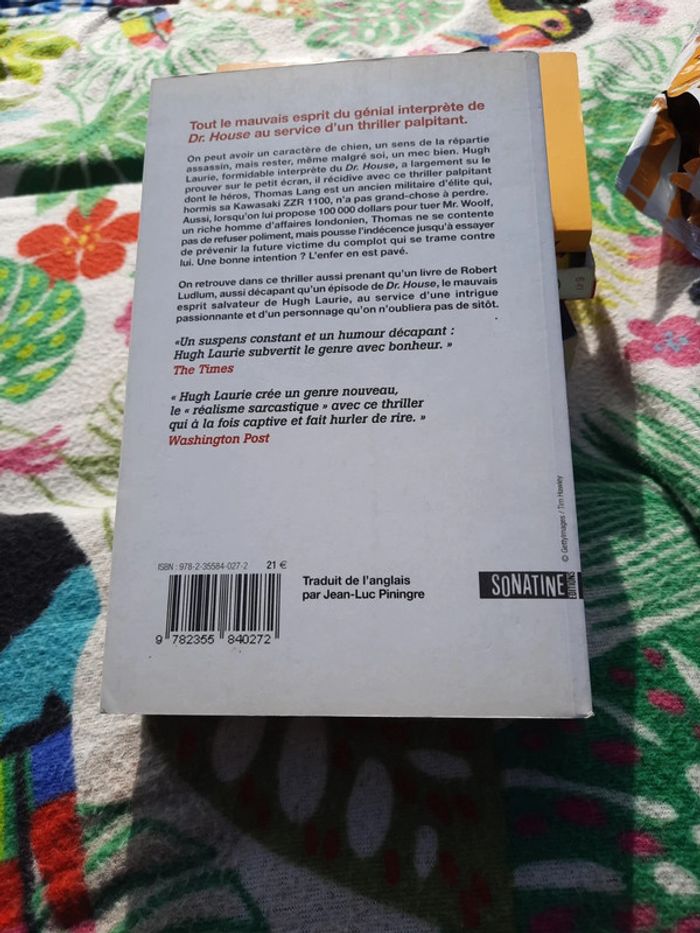 Tout le mauvais esprit du génial interprète de
Dr. House au service d'un thriller palpitant.
On peut avoir un caractère de chien, un sens de la répartie
assassin, mais rester, même malgré soi, un mec bien. Hugh
Laurie, formidable interprète du Dr. House, a largement su le
prouver sur le petit écran, il récidive avec ce thriller palpitant
dont le héros, Thomas Lang est un ancien militaire d'élite qui,
hormis sa Kawasaki ZZR 1100, n'a pas grand-chose à perdre.
Aussi, lorsqu'on lui propose 100 000 dollars pour tuer Mr. Woolf,
un riche homme d'affaires londonien, Thomas ne se contente
pas de refuser poliment, mais pousse l'indécence jusqu'à essayer
de prévenir la future victime du complot qui se trame contre
lui. Une bonne intention ? L'enfer en est pavé.
On retrouve dans ce thriller aussi prenant qu'un livre de Robert
Ludlum, aussi décapant qu'un épisode de Dr. House, le mauvais
esprit salvateur de Hugh Laurie, au service d'une intrigue
passionnante et d'un personnage qu'on n'oubliera pas de sitôt.
«Un suspens constant et un humour décapant :
Hugh Laurie subvertit le genre avec bonheur. »
The Times
« Hugh Laurie crée un genre nouveau,
le « réalisme sarcastique » avec ce thriller
qui à la fois captive et fait hurler de rire. »
Washington Post
© GettyImages / Tim Hawley
ISBN : 978-2-35584-027-2 21 €
9 782355 840272
Traduit de l'anglais
par Jean-Luc Piningre
SONATINE
ÉDITIONS